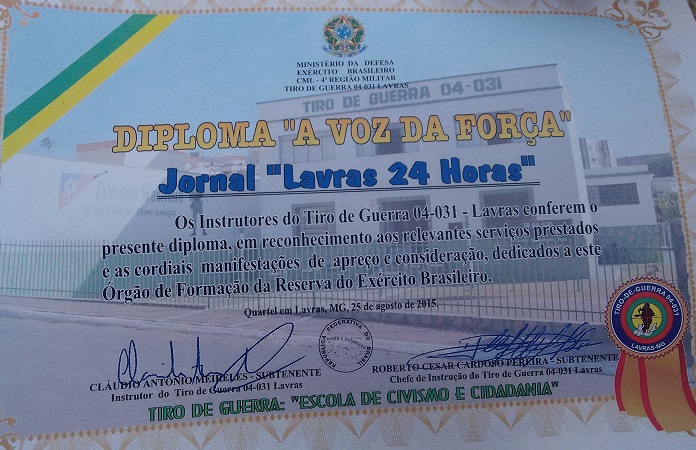 MINISTÉRIO DA DEFESA
EXÉRCITO BRASILEIRO
CML - 4ª REGIÃO MILITAR
TIRO DE GUERRA 04-031 LAVRAS
TIRO DE GUERRA 04-031
DIPLOMA "A VOZ DA FORÇA"
Jornal "Lavras 24 Horas"
Os Instrutores do Tiro de Guerra 04-031 - Lavras conferem o
presente diploma, em reconhecimento aos relevantes serviços prestados
e as cordiais manifestações de apreço e consideração, dedicados a este
Órgão de Formação da Reserva do Exército Brasileiro.
Quartel em Lavras, MG, 25 de agosto de 2015.
TIRO-DE-GUERRA 04-031
LAVRAS-MG
REPÚBLICA FEDERATIVA DO BRASIL
CLÁUDIO ANTÔNIO MEIRELES - SUBTENENTE
Instrutor do Tiro de Guerra 04-031 Lavras
ROBERTO CESAR CARDOSO PEREIRA - SUBTENENTE
Chefe de Instrução do Tiro de Guerra 04-031 Lavras
TIRO DE GUERRA: "ESCOLA DE CIVISMO E CIDADANIA"